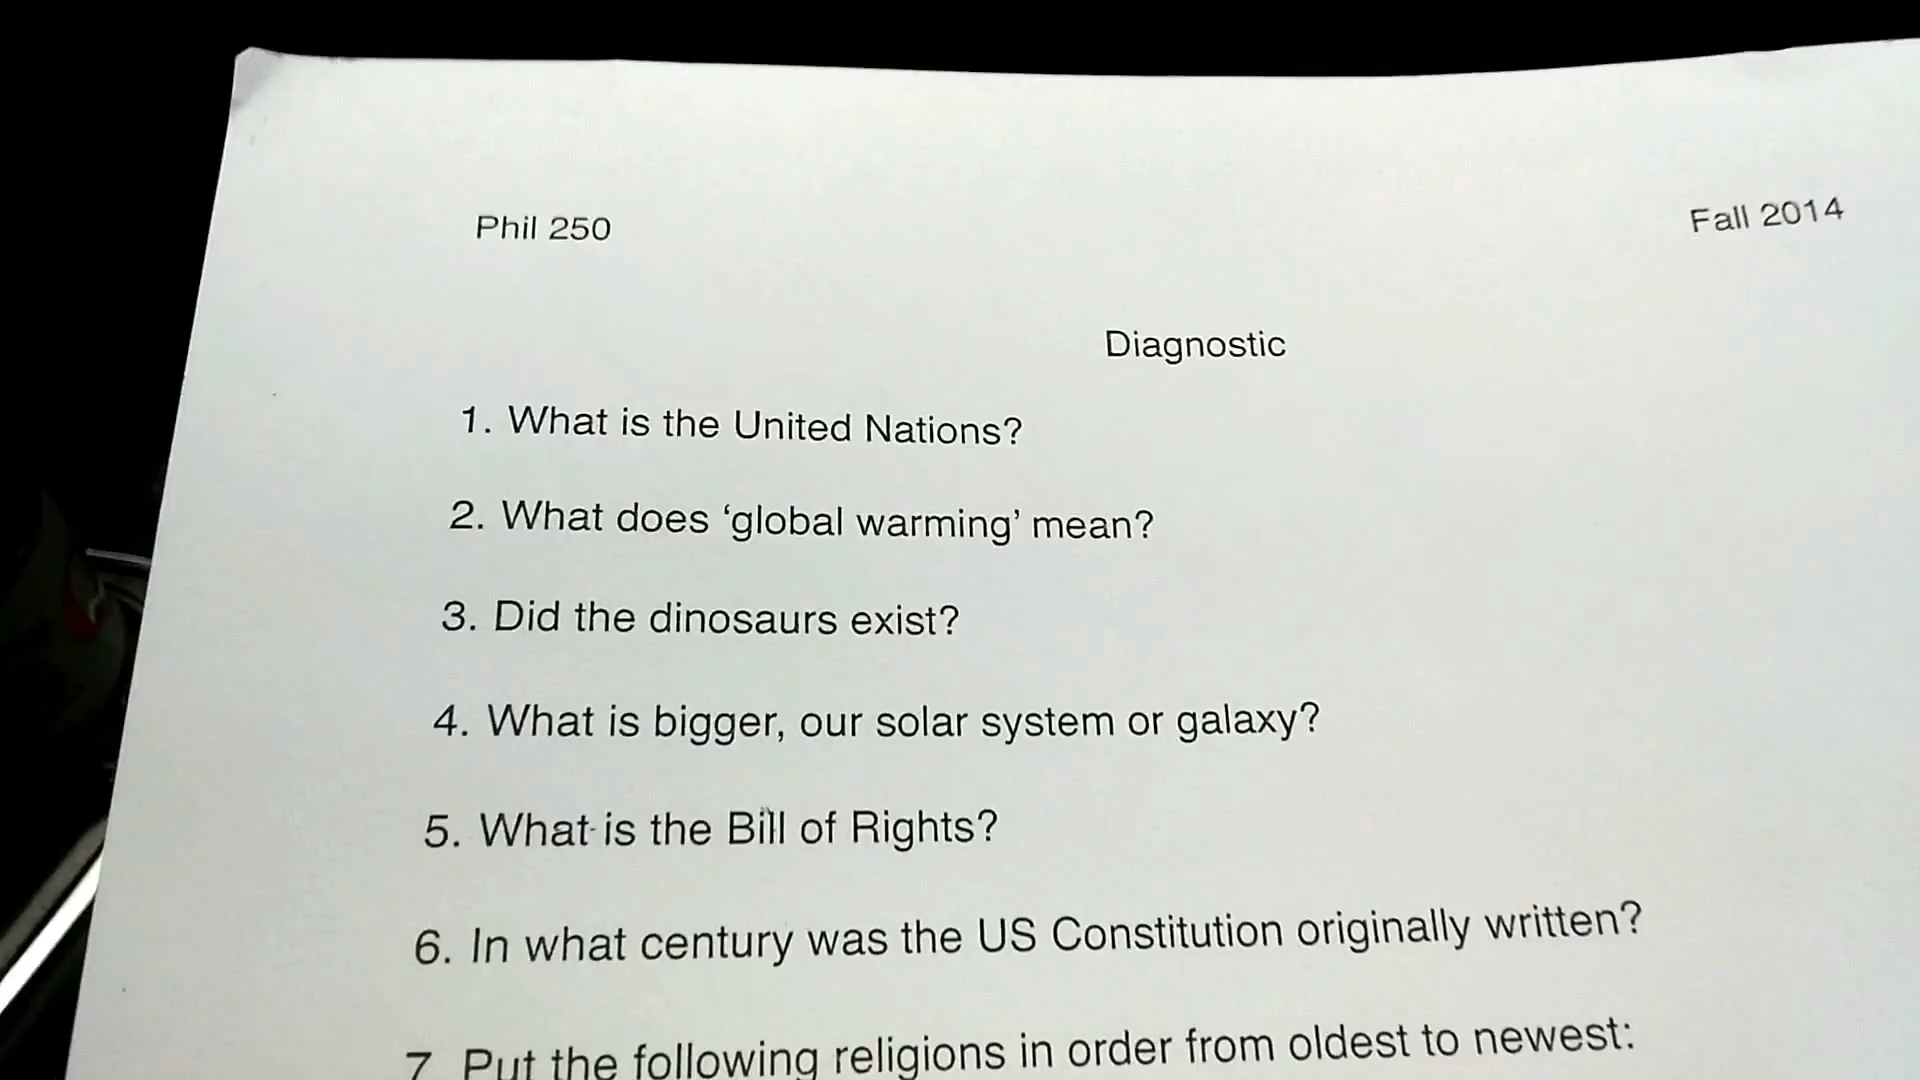 Phil 250
Fall 2014
Diagnostic
1. What is the United Nations?
2. What does ‘global warming’ mean?
3. Did the dinosaurs exist?
4. What is bigger, our solar system or galaxy?
5. What is the Bill of Rights?
6. In what century was the US Constitution originally written?
7. Put the following religions in order from oldest to newest: